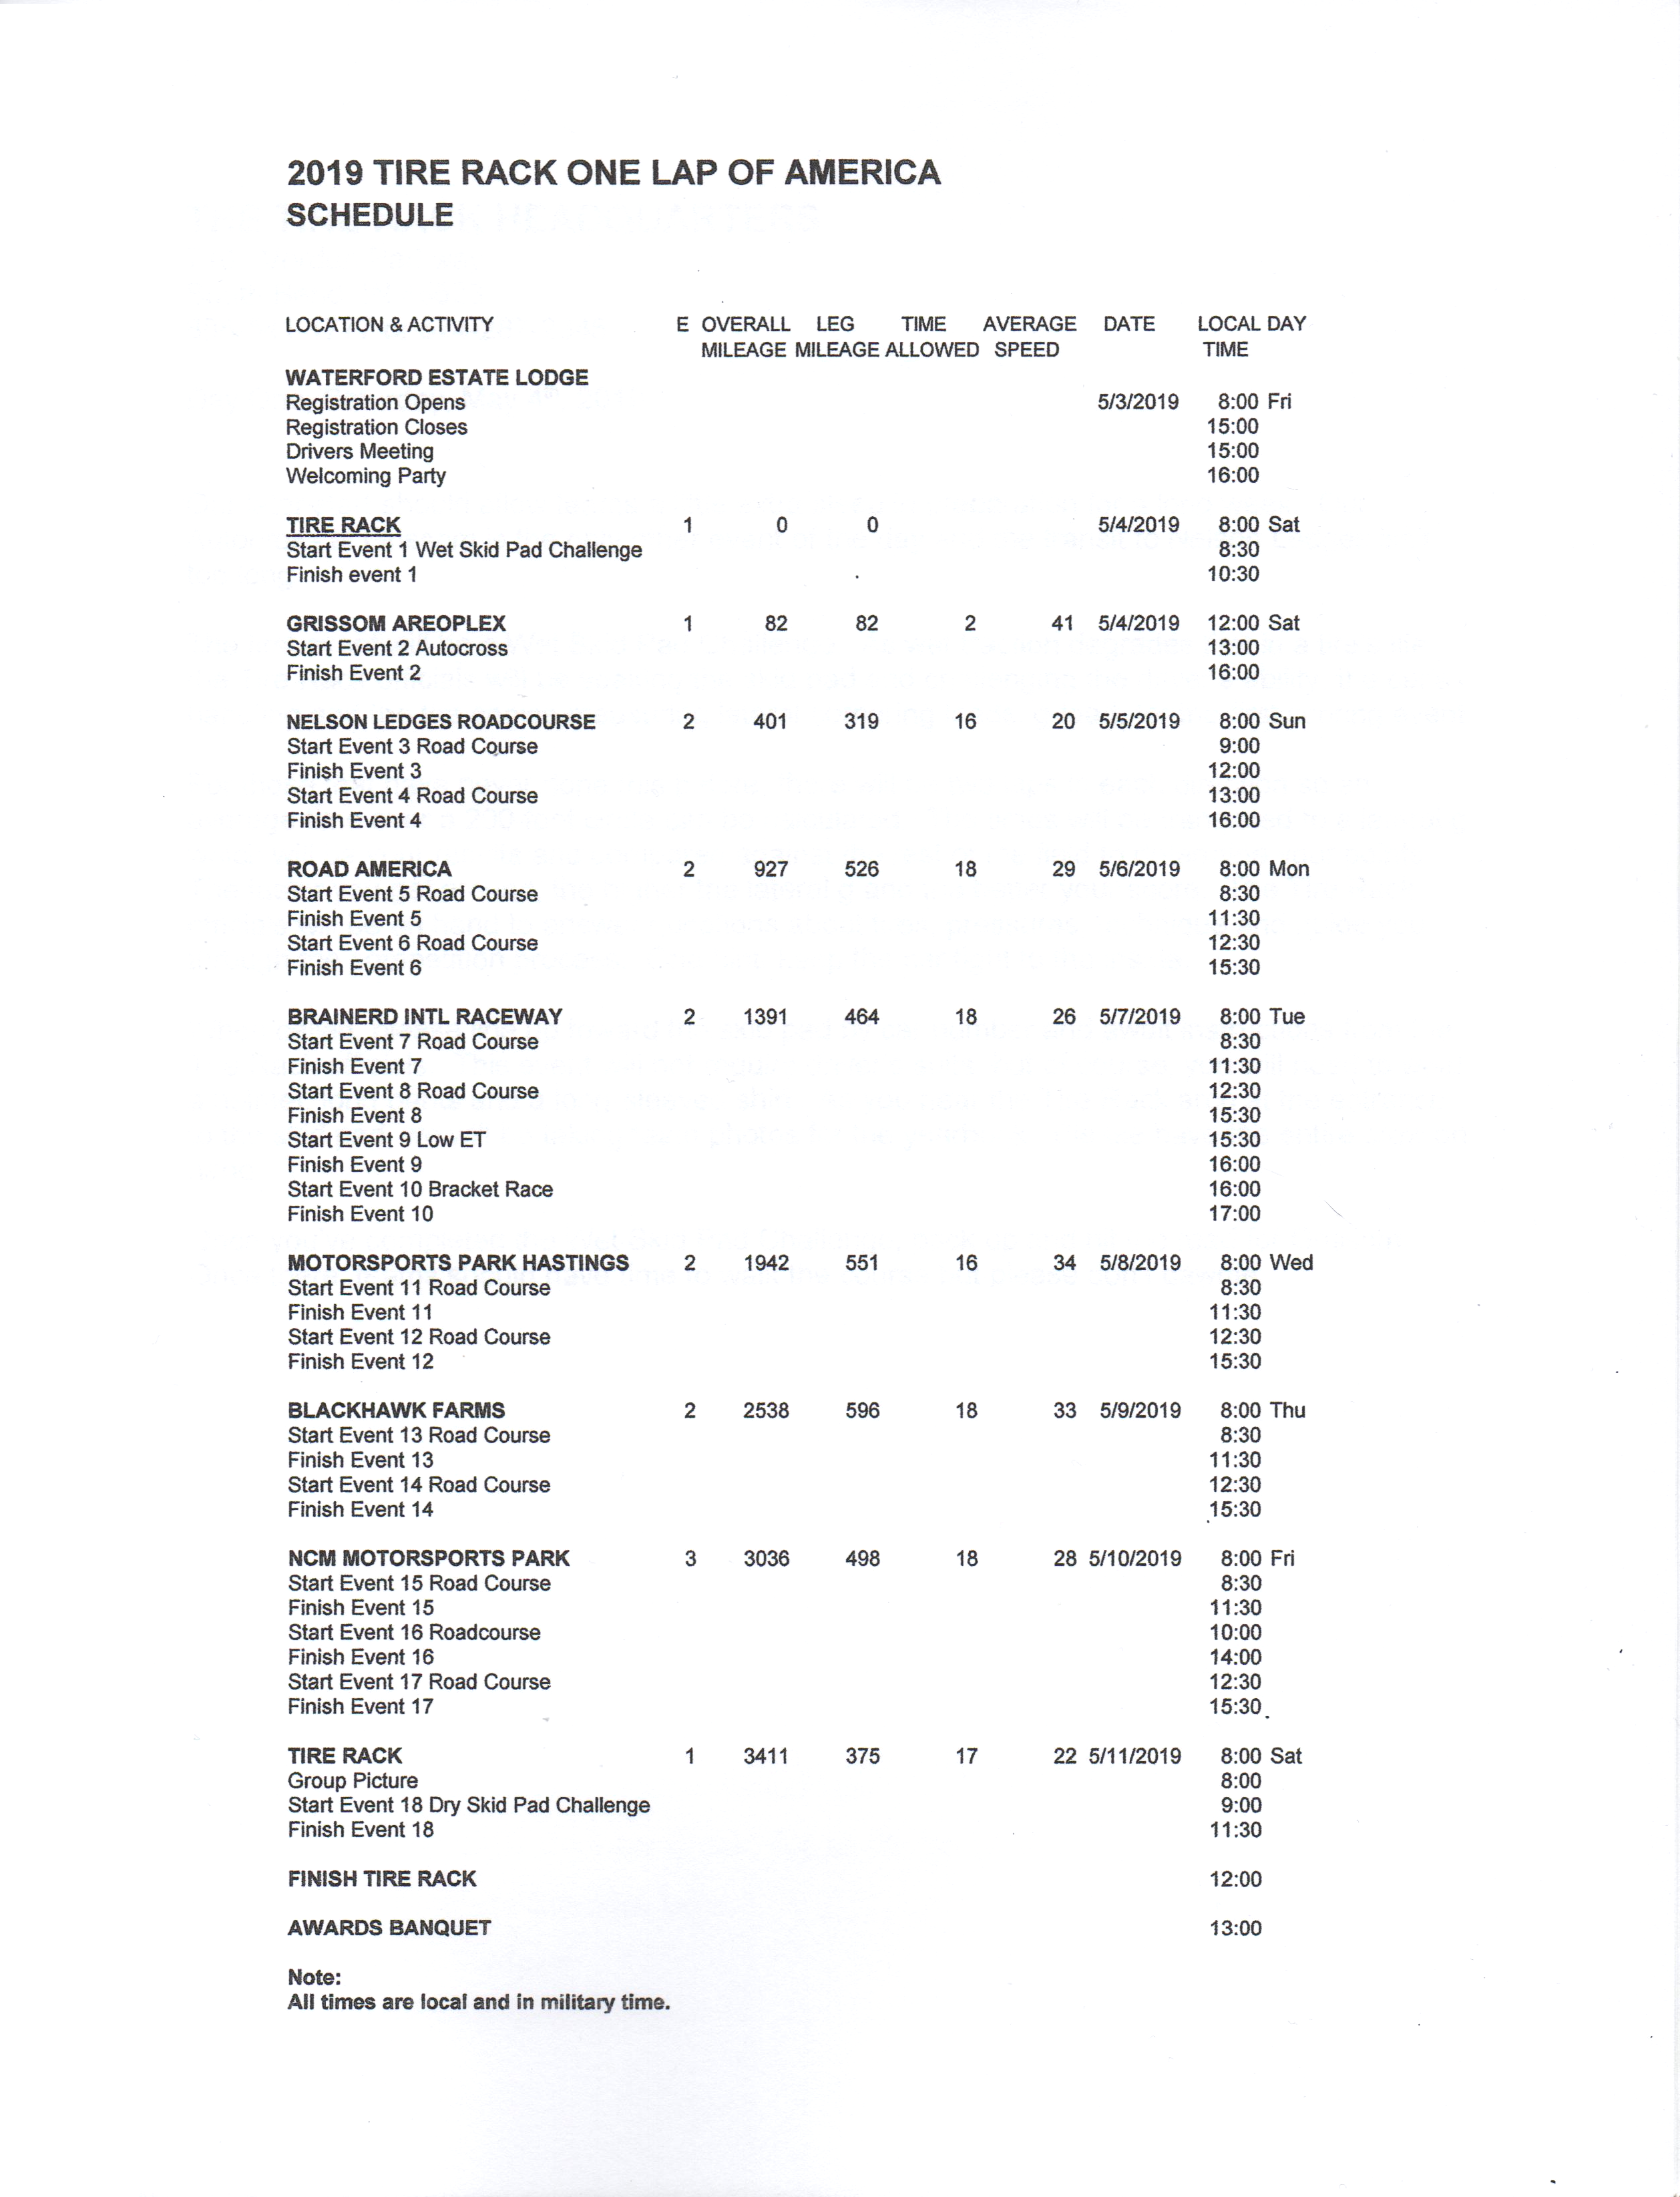 2019 TIRE RACK ONE LAP OF AMERICA
SCHEDULE
LOCATION & ACTIVITY E OVERALL LEG TIME AVERAGE DATE LOCAL DAY
MILEAGE MILEAGE ALLOWED SPEED TIME
WATERFORD ESTATE LODGE
Registration Opens 5/3/2019 8:00 Fri
Registration Closes 15:00
Drivers Meeting 15:00
Welcoming Party 16:00
TIRE RACK 1 0 0 5/4/2019 8:00 Sat
Start Event 1 Wet Skid Pad Challenge 8:30
Finish event 1 10:30
GRISSOM AREOPLEX 1 82 82 2 41 5/4/2019 12:00 Sat
Start Event 2 Autocross 13:00
Finish Event 2 16:00
NELSON LEDGES ROADCOURSE 2 401 319 16 20 5/5/2019 8:00 Sun
Start Event 3 Road Course 9:00
Finish Event 3 12:00
Start Event 4 Road Course 13:00
Finish Event 4 16:00
ROAD AMERICA 2 927 526 18 29 5/6/2019 8:00 Mon
Start Event 5 Road Course 8:30
Finish Event 5 11:30
Start Event 6 Road Course 12:30
Finish Event 6 15:30
BRAINERD INTL RACEWAY 2 1391 464 18 26 5/7/2019 8:00 Tue
Start Event 7 Road Course 8:30
Finish Event 7 11:30
Start Event 8 Road Course 12:30
Finish Event 8 15:30
Start Event 9 Low ET 15:30
Finish Event 9 16:00
Start Event 10 Bracket Race 16:00
Finish Event 10 17:00
MOTORSPORTS PARK HASTINGS 2 1942 551 16 34 5/8/2019 8:00 Wed
Start Event 11 Road Course 8:30
Finish Event 11 11:30
Start Event 12 Road Course 12:30
Finish Event 12 15:30
BLACKHAWK FARMS 2 2538 596 18 33 5/9/2019 8:00 Thu
Start Event 13 Road Course 8:30
Finish Event 13 11:30
Start Event 14 Road Course 12:30
Finish Event 14 15:30
NCM MOTORSPORTS PARK 3 3036 498 18 28 5/10/2019 8:00 Fri
Start Event 15 Road Course 8:30
Finish Event 15 11:30
Start Event 16 Roadcourse 10:00
Finish Event 16 14:00
Start Event 17 Road Course 12:30
Finish Event 17 15:30
TIRE RACK 1 3411 375 17 22 5/11/2019 8:00 Sat
Group Picture 8:00
Start Event 18 Dry Skid Pad Challenge 9:00
Finish Event 18 11:30
FINISH TIRE RACK 12:00
AWARDS BANQUET 13:00
Note:
All times are local and in military time.